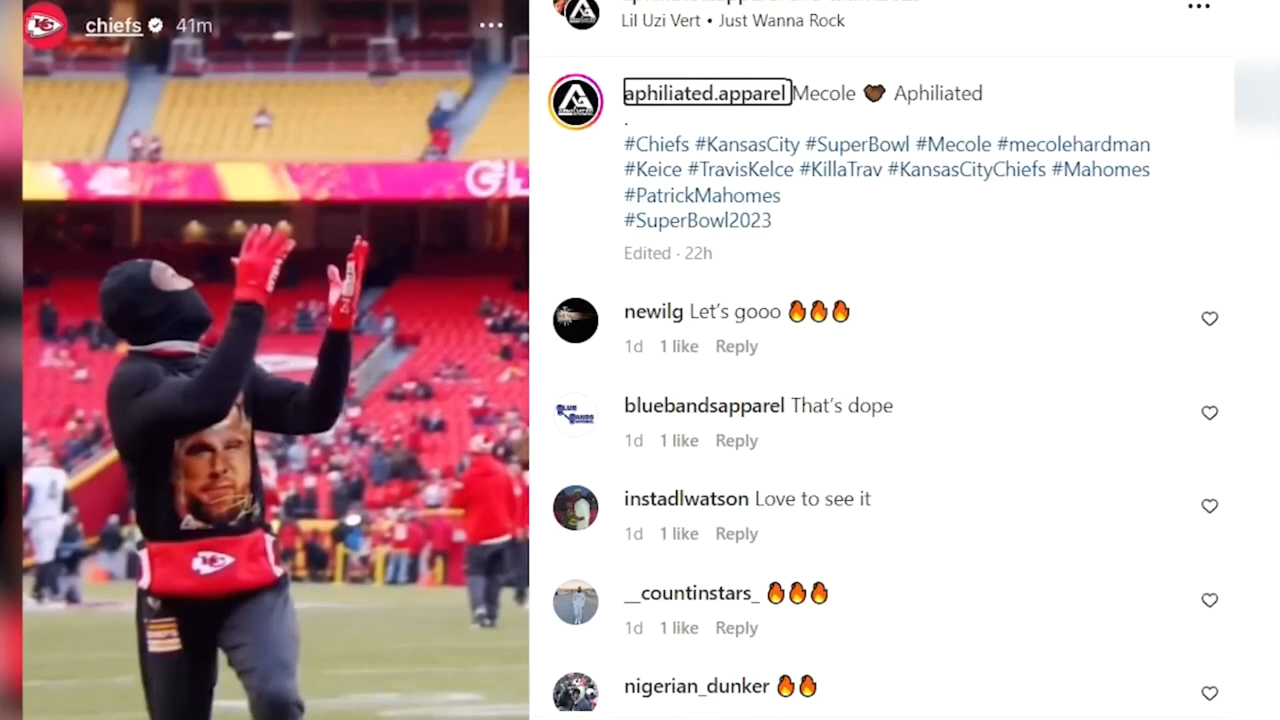 chiefs 41m
GL
Lil Uzi Vert • Just Wanna Rock
aphiliated.apparel Mecole 🤎 Aphiliated
.
#Chiefs #KansasCity #SuperBowl #Mecole #mecolehardman
#Keice #TravisKelce #KillaTrav #KansasCityChiefs #Mahomes
#PatrickMahomes
#SuperBowl2023
Edited · 22h
newilg Let's gooo 🔥🔥🔥
1d 1 like Reply
bluebandsapparel That's dope
1d 1 like Reply
instadlwatson Love to see it
1d 1 like Reply
__countinstars_ 🔥🔥🔥
1d 1 like Reply
nigerian_dunker 🔥🔥